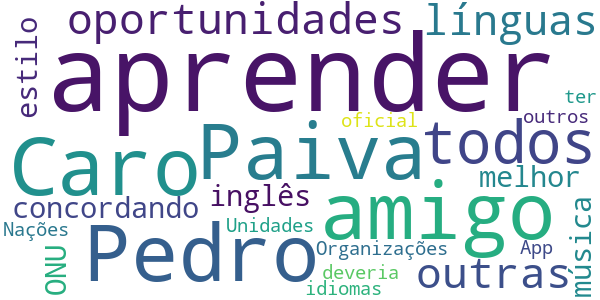 oportunidades
línguas
estilo
aprender
oficial
ter
outros
Caro
Paiva
todos
melhor
inglês
concordando
amigo
música
Nações
Unidades
Pedro
Organizações
App
ONU
deveria
outras
idiomas